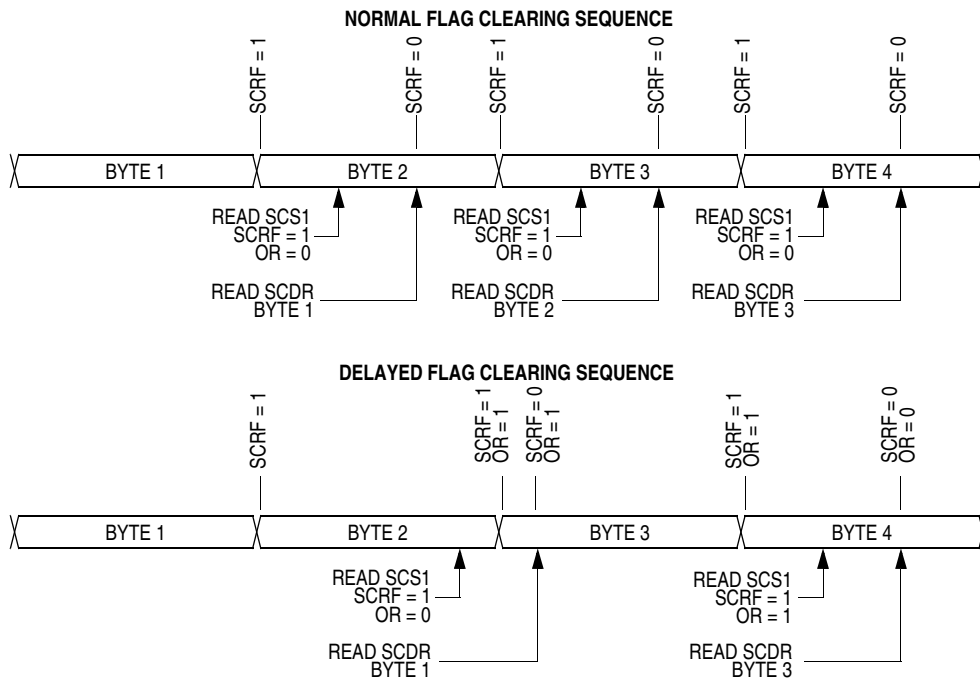 NORMAL FLAG CLEARING SEQUENCE
SCRF = 1
SCRF = 0
SCRF = 1
SCRF = 0
SCRF = 1
SCRF = 0
BYTE 1
BYTE 2
BYTE 3
BYTE 4
READ SCS1
SCRF = 1
OR = 0
READ SCS1
SCRF = 1
OR = 0
READ SCS1
SCRF = 1
OR = 0
READ SCDR
BYTE 1
READ SCDR
BYTE 2
READ SCDR
BYTE 3
DELAYED FLAG CLEARING SEQUENCE
SCRF = 1
SCRF = 1
OR = 1
SCRF = 0
OR = 1
SCRF = 1
OR = 1
SCRF = 0
OR = 0
BYTE 1
BYTE 2
BYTE 3
BYTE 4
READ SCS1
SCRF = 1
OR = 0
READ SCS1
SCRF = 1
OR = 1
READ SCDR
BYTE 1
READ SCDR
BYTE 3